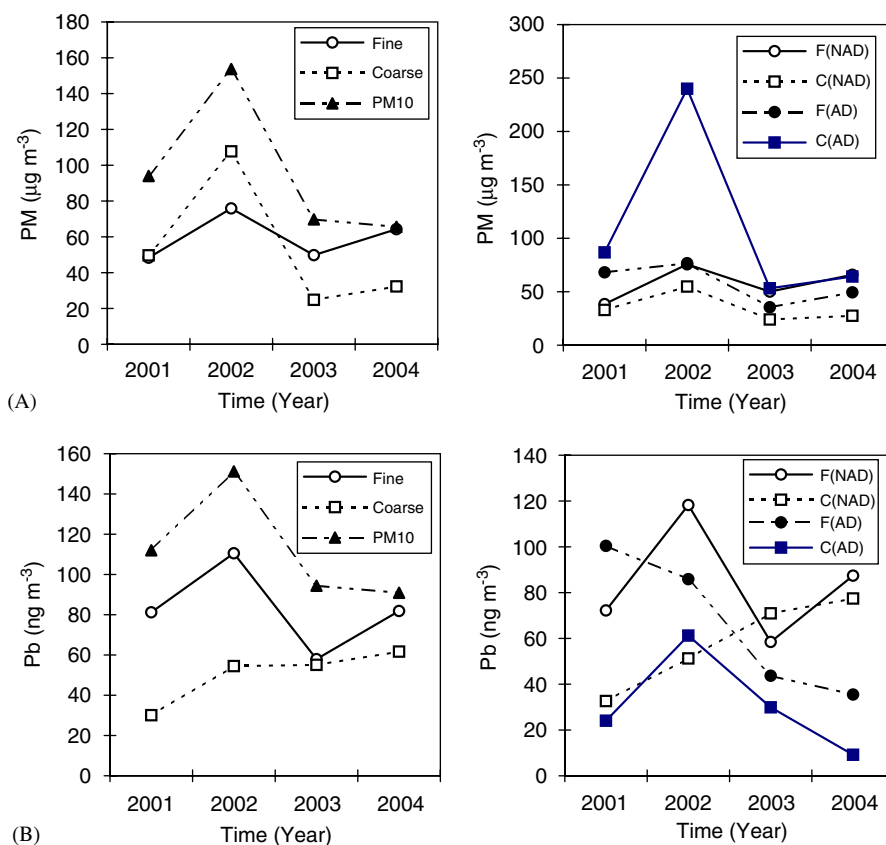 180
160
140
120
100
80
60
40
20
0
PM (μg m-3)
Fine
Coarse
PM10
2001 2002 2003 2004
Time (Year)
(A)
300
250
200
150
100
50
0
PM (μg m-3)
F(NAD)
C(NAD)
F(AD)
C(AD)
2001 2002 2003 2004
Time (Year)
160
140
120
100
80
60
40
20
0
Pb (ng m-3)
Fine
Coarse
PM10
2001 2002 2003 2004
Time (Year)
(B)
140
120
100
80
60
40
20
0
Pb (ng m-3)
F(NAD)
C(NAD)
F(AD)
C(AD)
2001 2002 2003 2004
Time (Year)